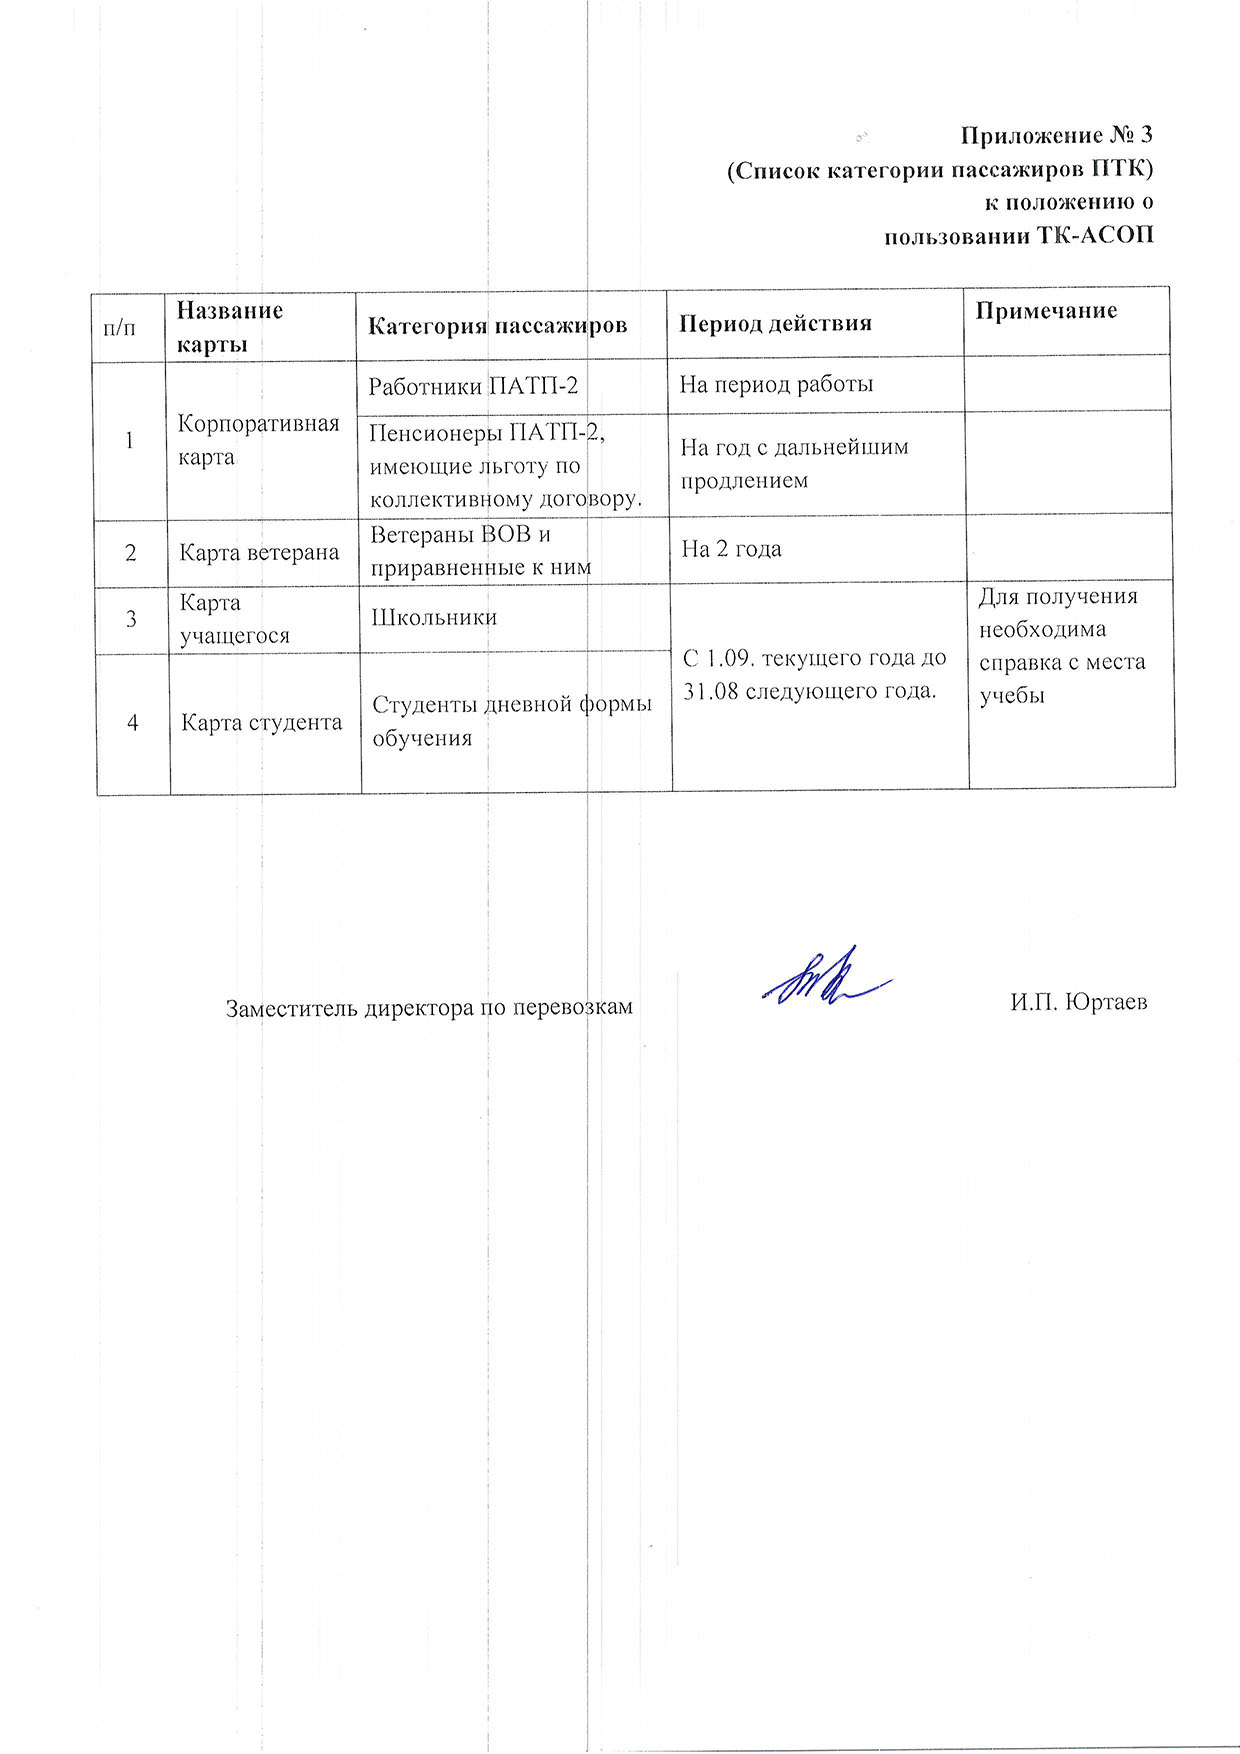 Приложение № 3
(Список категории пассажиров ПТК)
к положению о
пользовании ТК-АСОП
п/п
Название
карты
Категория пассажиров
Период действия
Примечание
1
Корпоративная
карта
Работники ПАТП-2
На период работы
Пенсионеры ПАТП-2,
имеющие льготу по
коллективному договору.
На год с дальнейшим
продлением
2
Карта ветерана
Ветераны ВОВ и
приравненные к ним
На 2 года
3
Карта
учащегося
Школьники
С 1.09. текущего года до
31.08 следующего года.
Для получения
необходима
справка с места
учебы
4
Карта студента
Студенты дневной формы
обучения
Заместитель директора по перевозкам
И.П. Юртаев